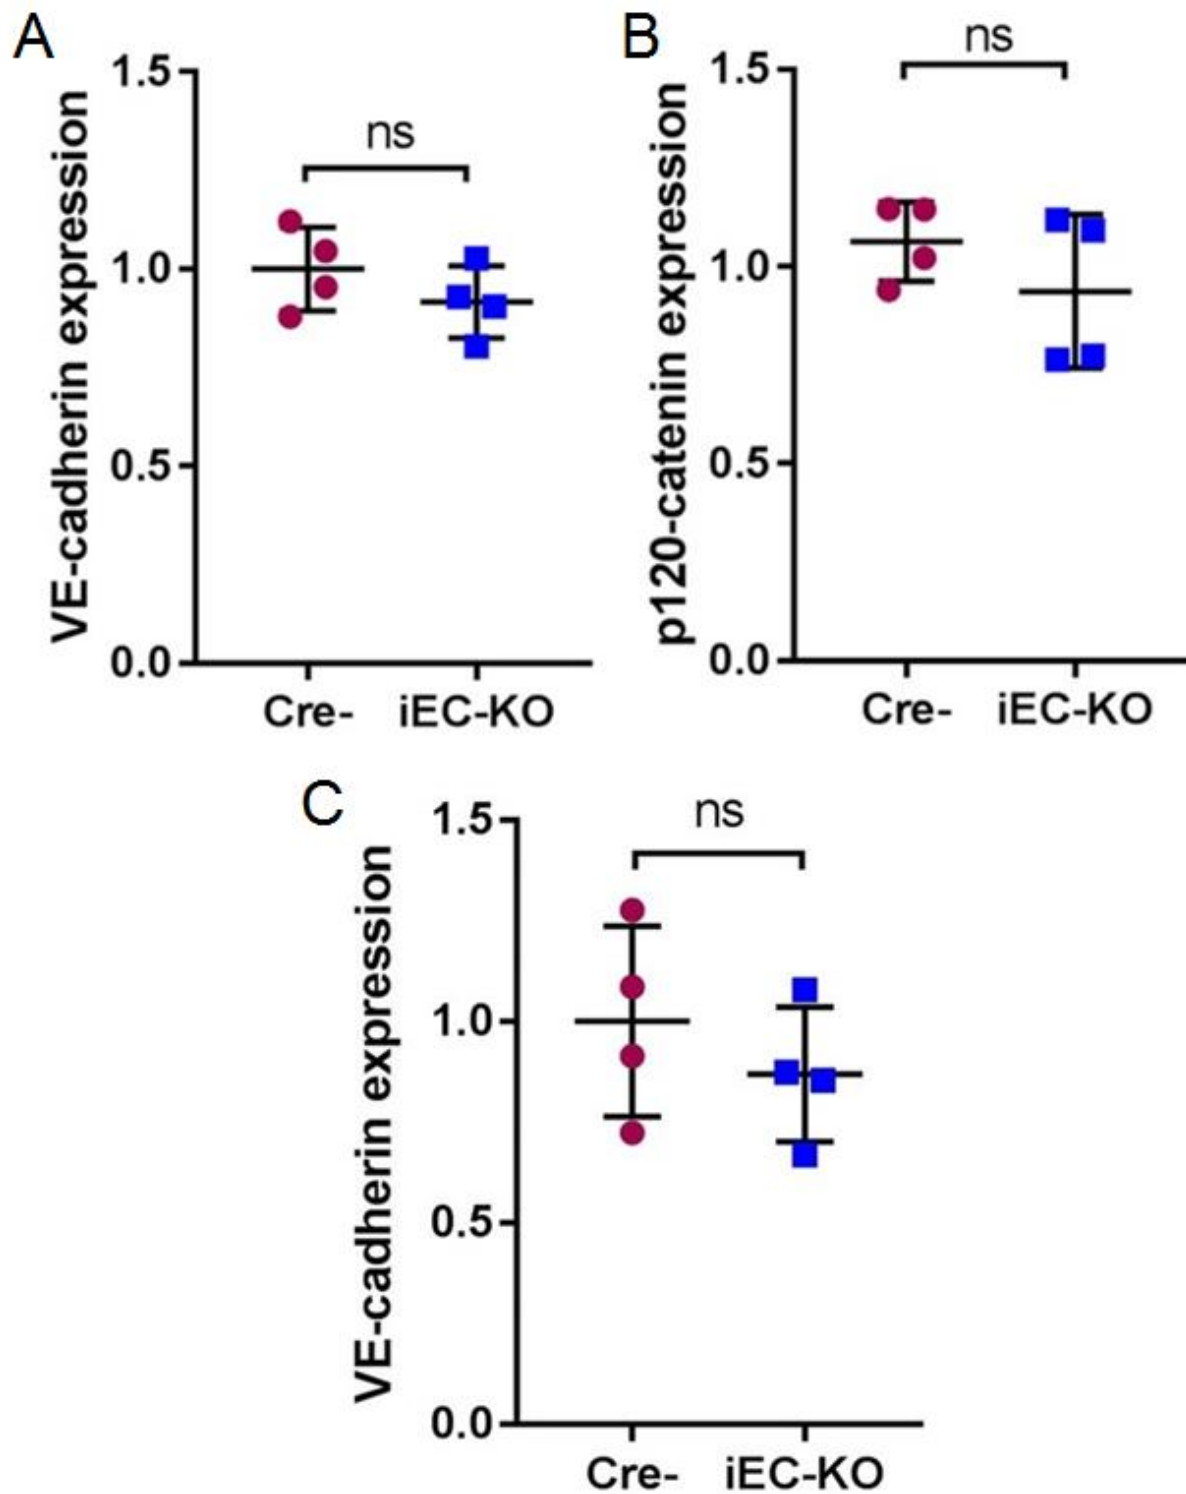 A
VE-cadherin expression
1.5
1.0
0.5
0.0
ns
Cre- iEC-KO
B
p120-catenin expression
1.5
1.0
0.5
0.0
ns
Cre- iEC-KO
C
VE-cadherin expression
1.5
1.0
0.5
0.0
ns
Cre- iEC-KO